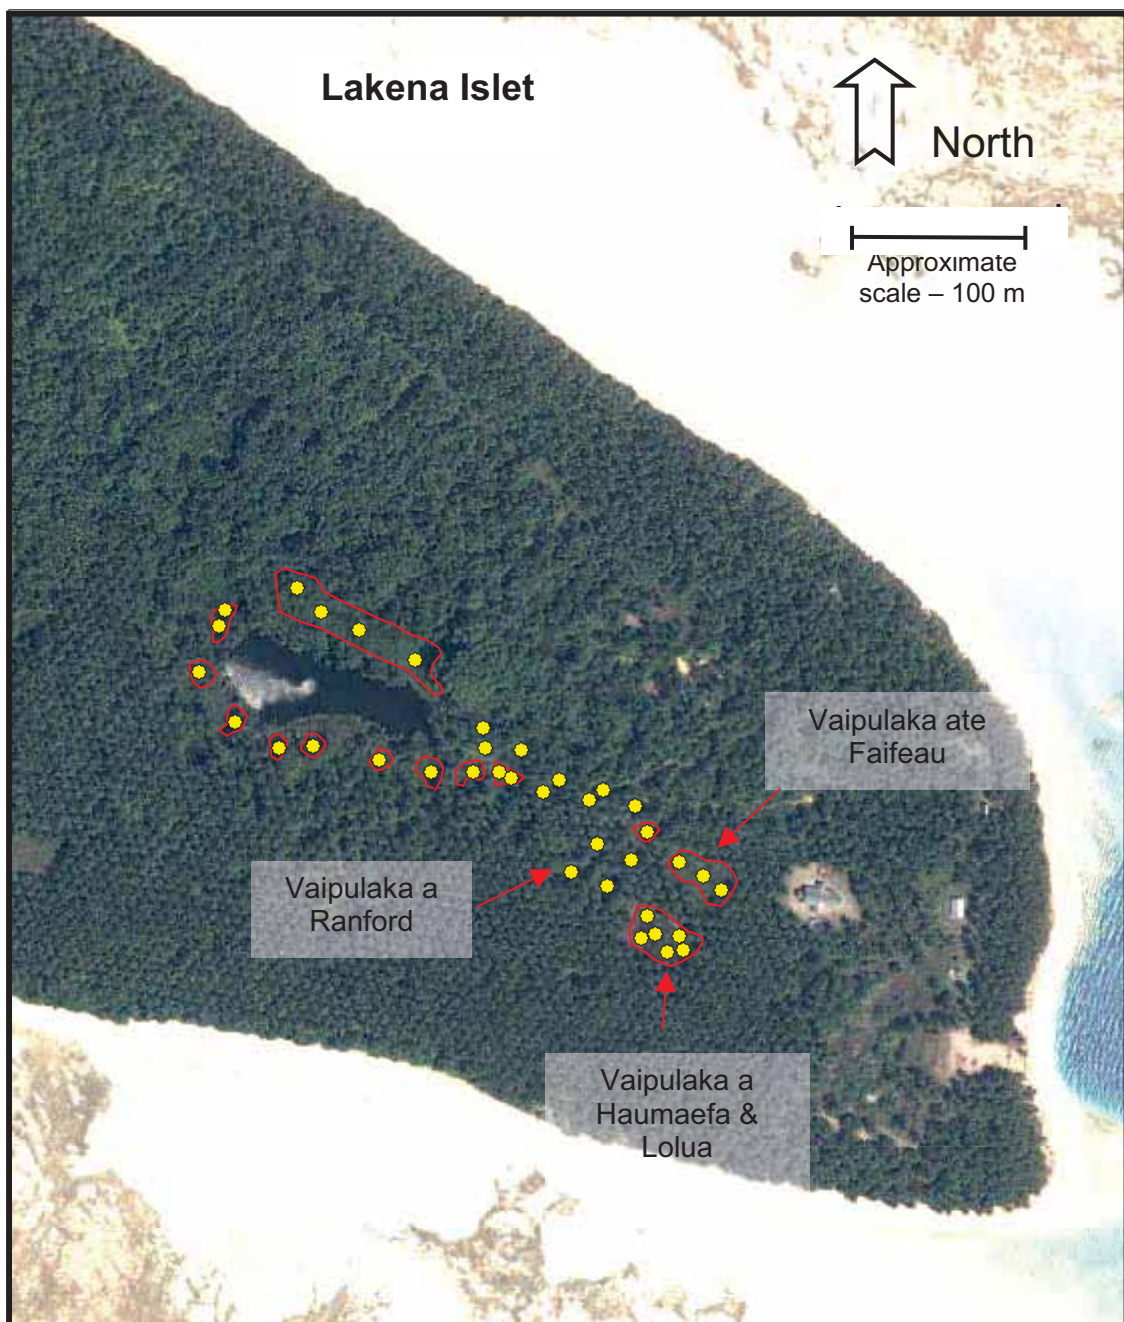 Lakena Islet
North
Approximate
scale – 100 m
Vaipulaka ate
Faifeau
Vaipulaka a
Ranford
Vaipulaka a
Haumaefa &
Lolua